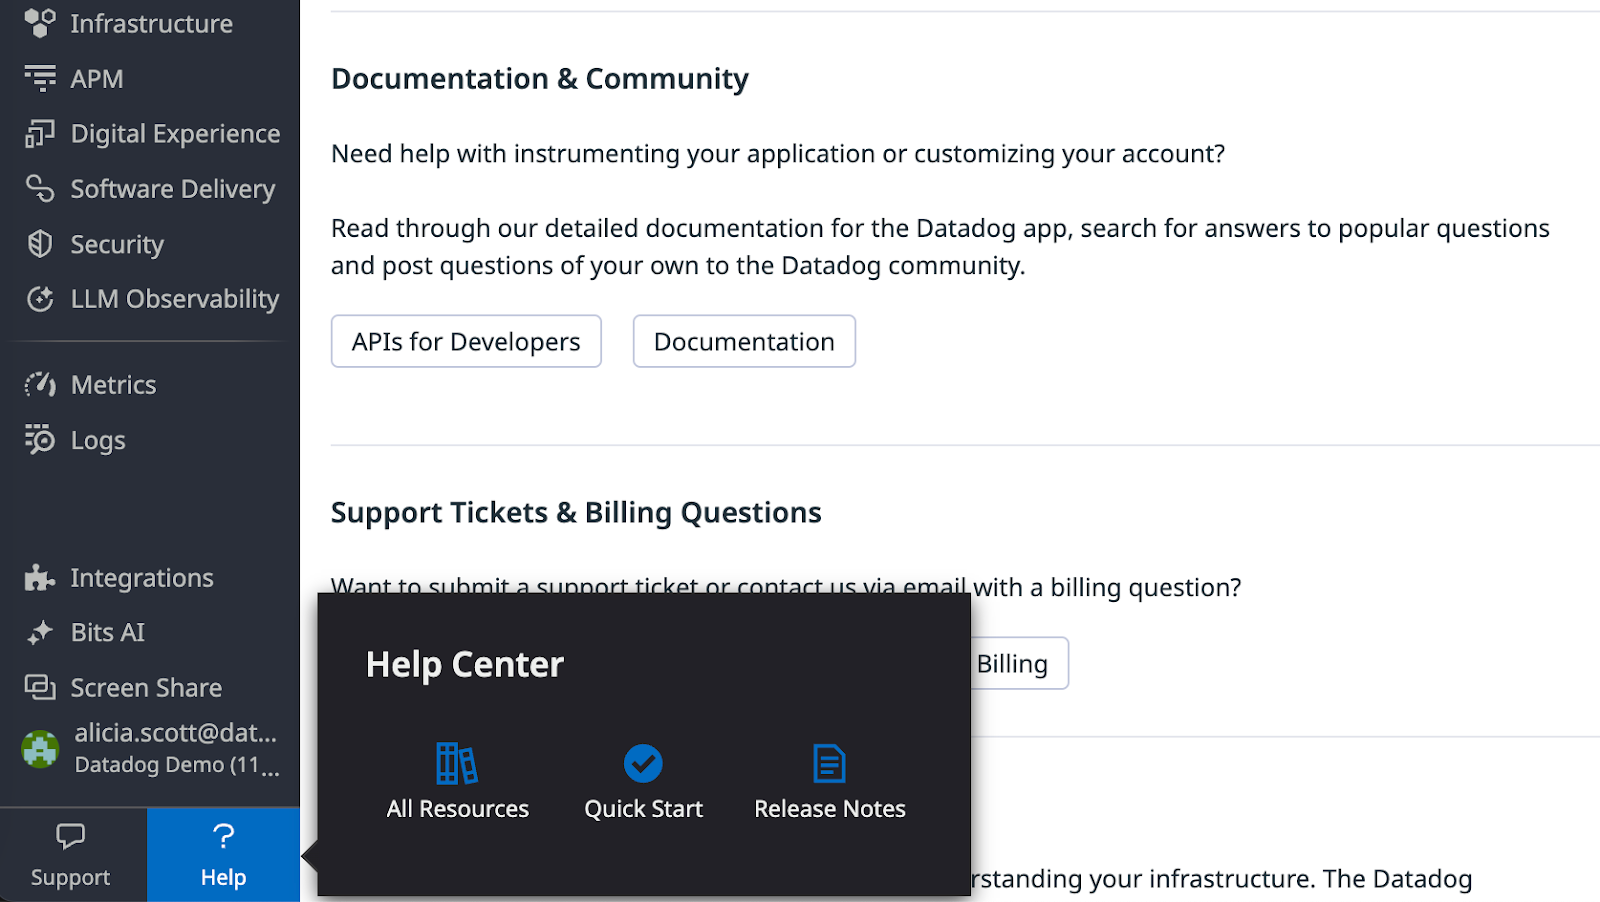 Infrastructure
APM
Digital Experience
Software Delivery
Security
LLM Observability
Metrics
Logs
Integrations
Bits AI
Screen Share
alicia.scott@dat...
Datadog Demo (11...
Support
? Help
Documentation & Community
Need help with instrumenting your application or customizing your account?
Read through our detailed documentation for the Datadog app, search for answers to popular questions
and post questions of your own to the Datadog community.
APIs for Developers
Documentation
Support Tickets & Billing Questions
Want to submit a support ticket or contact us via email with a billing question?
Billing
Help Center
All Resources
Quick Start
Release Notes
rstanding your infrastructure. The Datadog